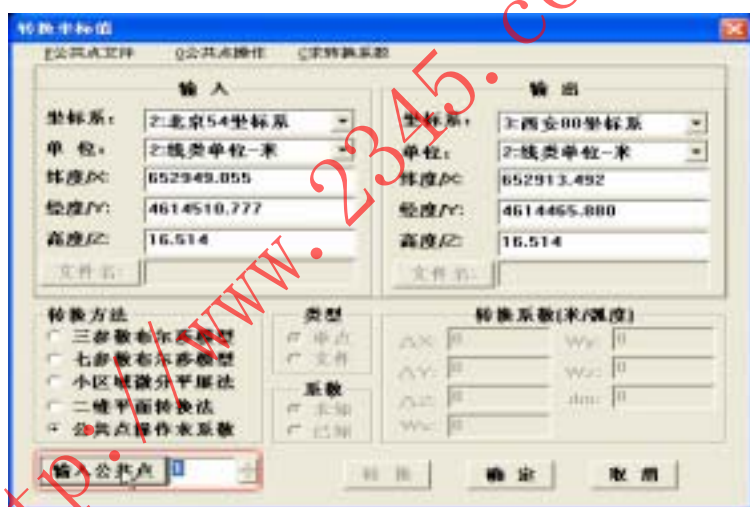 转换坐标值
F公共点文件 O公共点操作 C求转换系数
输 入
坐标系: 2:北京54坐标系
单 位: 2:线类单位-米
纬度/X: 652949.055
经度/Y: 4614510.777
高度/Z: 16.514
文件名:
输 出
坐标系: 3:西安80坐标系
单位: 2:线类单位-米
纬度/X: 652913.492
经度/Y: 4614465.880
高度/Z: 16.514
文件名:
转换方法
三参数布尔莎模型
七参数布尔莎模型
小区域微分平展法
二维平面转换法
公共点操作求系数
类型
单点
文件
系数
未知
已知
转换系数(米/弧度)
△X: 0 Wy: 0
△Y: 0 Wz: 0
△Z: 0 dm: 0
Wx: 0
输入公共点 1
转 换 确 定 取 消
http://www.2345.co